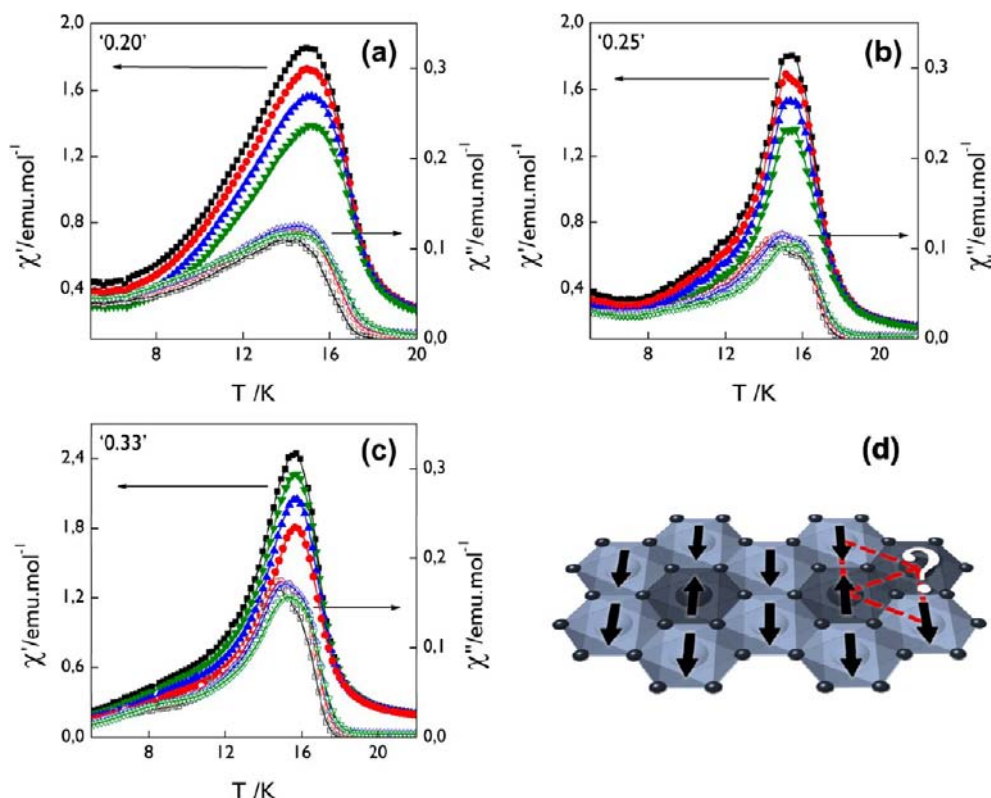 '0.20'
(a)
2,0
1,6
1,2
0,8
0,4
χ'/emu.mol⁻¹
0,3
0,2
0,1
0,0
χ''/emu.mol⁻¹
8 12 16 20
T /K
'0.25'
(b)
2,0
1,6
1,2
0,8
0,4
χ'/emu.mol⁻¹
0,3
0,2
0,1
0,0
χ''/emu.mol⁻¹
8 12 16 20
T /K
'0.33'
(c)
2,4
1,8
1,2
0,6
0,0
χ'/emu.mol⁻¹
0,3
0,2
0,1
0,0
χ''/emu.mol⁻¹
8 12 16 20
T /K
(d)
?